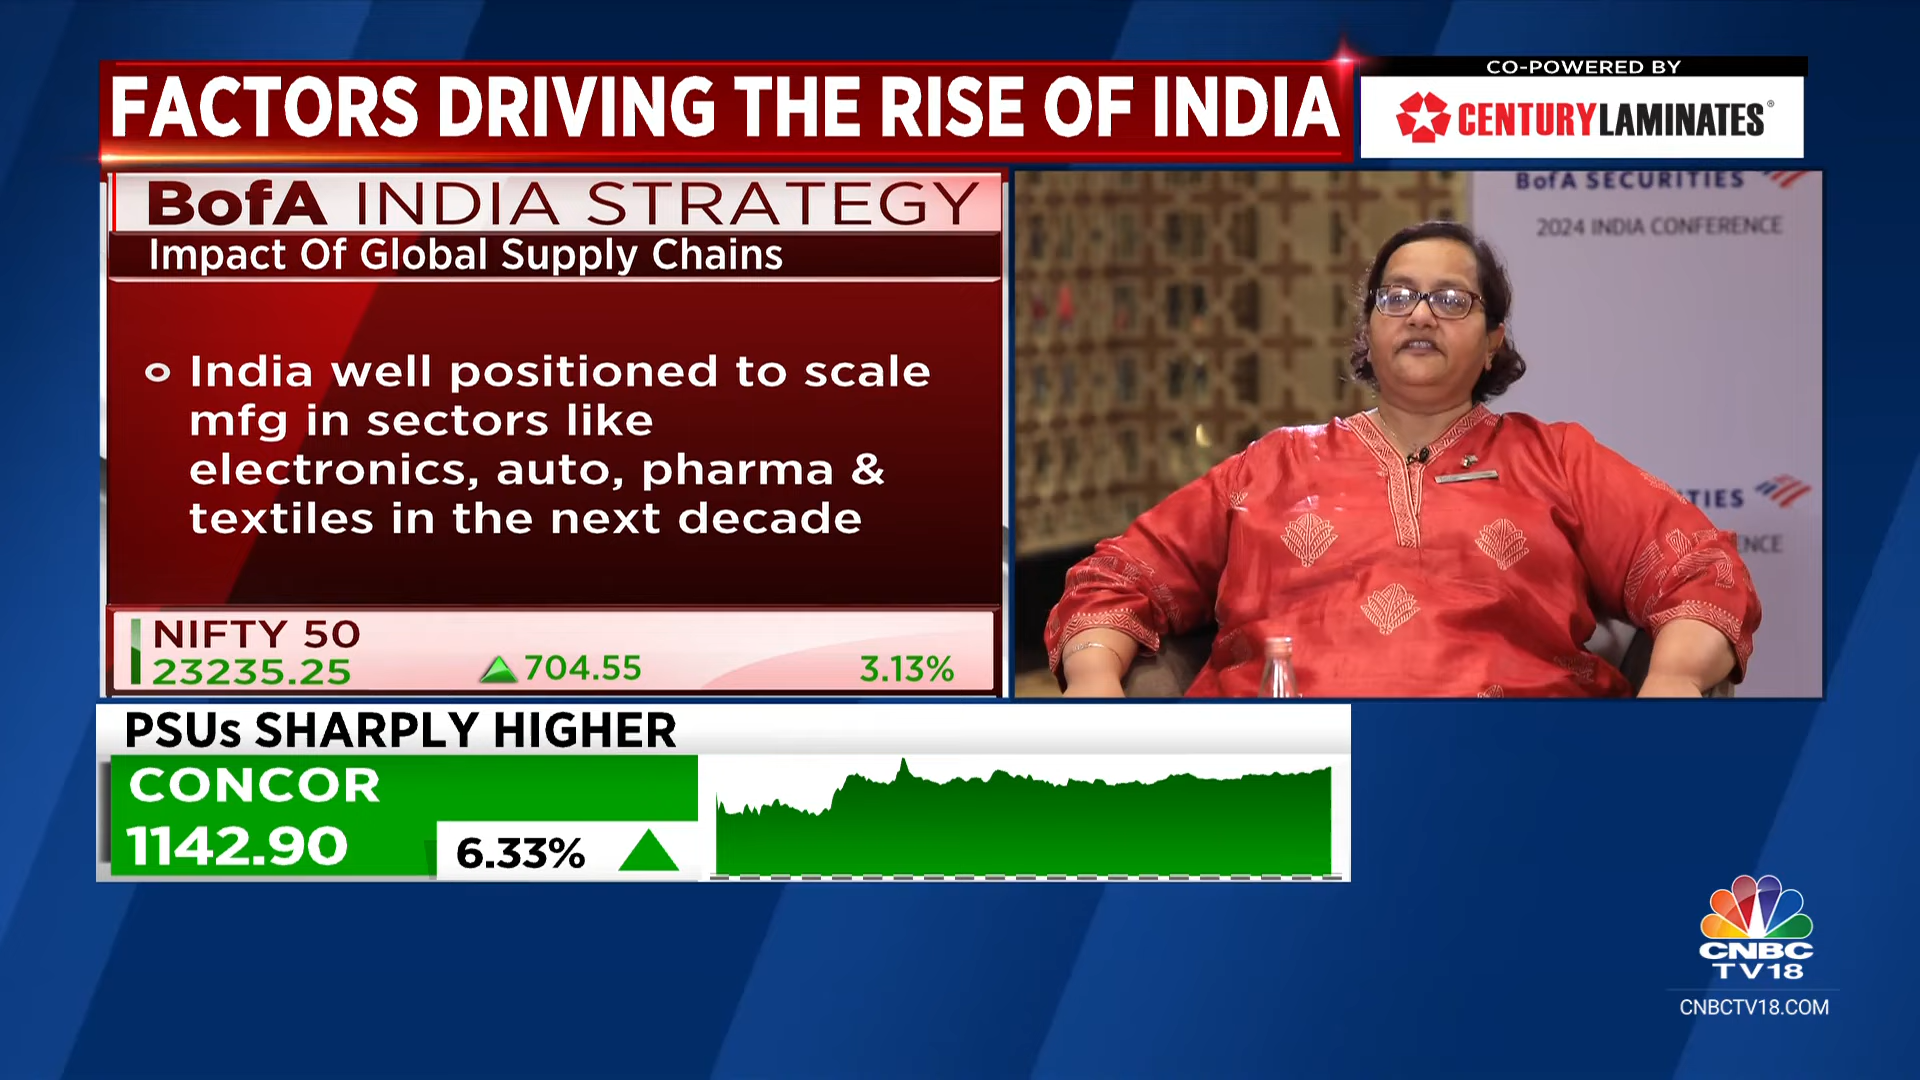 FACTORS DRIVING THE RISE OF INDIA
CO-POWERED BY
CENTURYLAMINATES®
BofA INDIA STRATEGY
Impact Of Global Supply Chains
o India well positioned to scale
mfg in sectors like
electronics, auto, pharma &
textiles in the next decade
NIFTY 50
23235.25 ▲704.55 3.13%
BofA SECURITIES
2024 INDIA CONFERENCE
TIES
ENCE
PSUs SHARPLY HIGHER
CONCOR
1142.90 6.33% ▲
CNBC
TV18
CNBCTV18.COM